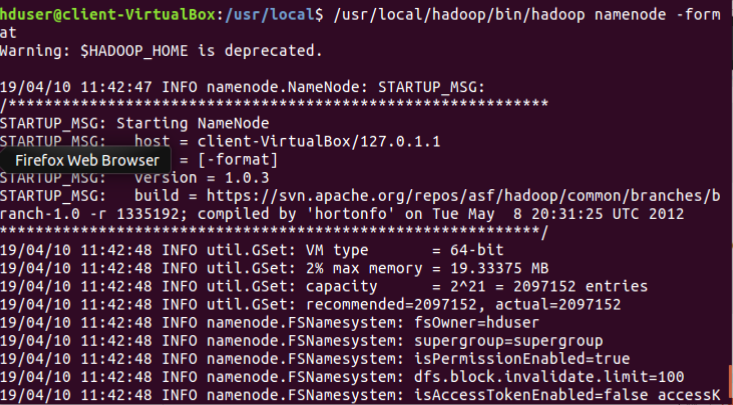 hduser@client-VirtualBox:/usr/local$ /usr/local/hadoop/bin/hadoop namenode -form
at
Warning: $HADOOP_HOME is deprecated.
19/04/10 11:42:47 INFO namenode.NameNode: STARTUP_MSG:
/************************************************************
STARTUP_MSG: Starting NameNode
STARTUP_MSG:   host = client-VirtualBox/127.0.1.1
Firefox Web Browser = [-format]
STARTUP_MSG:   version = 1.0.3
STARTUP_MSG:   build = https://svn.apache.org/repos/asf/hadoop/common/branches/b
ranch-1.0 -r 1335192; compiled by 'hortonfo' on Tue May  8 20:31:25 UTC 2012
************************************************************/
19/04/10 11:42:48 INFO util.GSet: VM type       = 64-bit
19/04/10 11:42:48 INFO util.GSet: 2% max memory = 19.33375 MB
19/04/10 11:42:48 INFO util.GSet: capacity      = 2^21 = 2097152 entries
19/04/10 11:42:48 INFO util.GSet: recommended=2097152, actual=2097152
19/04/10 11:42:48 INFO namenode.FSNamesystem: fsOwner=hduser
19/04/10 11:42:48 INFO namenode.FSNamesystem: supergroup=supergroup
19/04/10 11:42:48 INFO namenode.FSNamesystem: isPermissionEnabled=true
19/04/10 11:42:48 INFO namenode.FSNamesystem: dfs.block.invalidate.limit=100
19/04/10 11:42:48 INFO namenode.FSNamesystem: isAccessTokenEnabled=false accessK